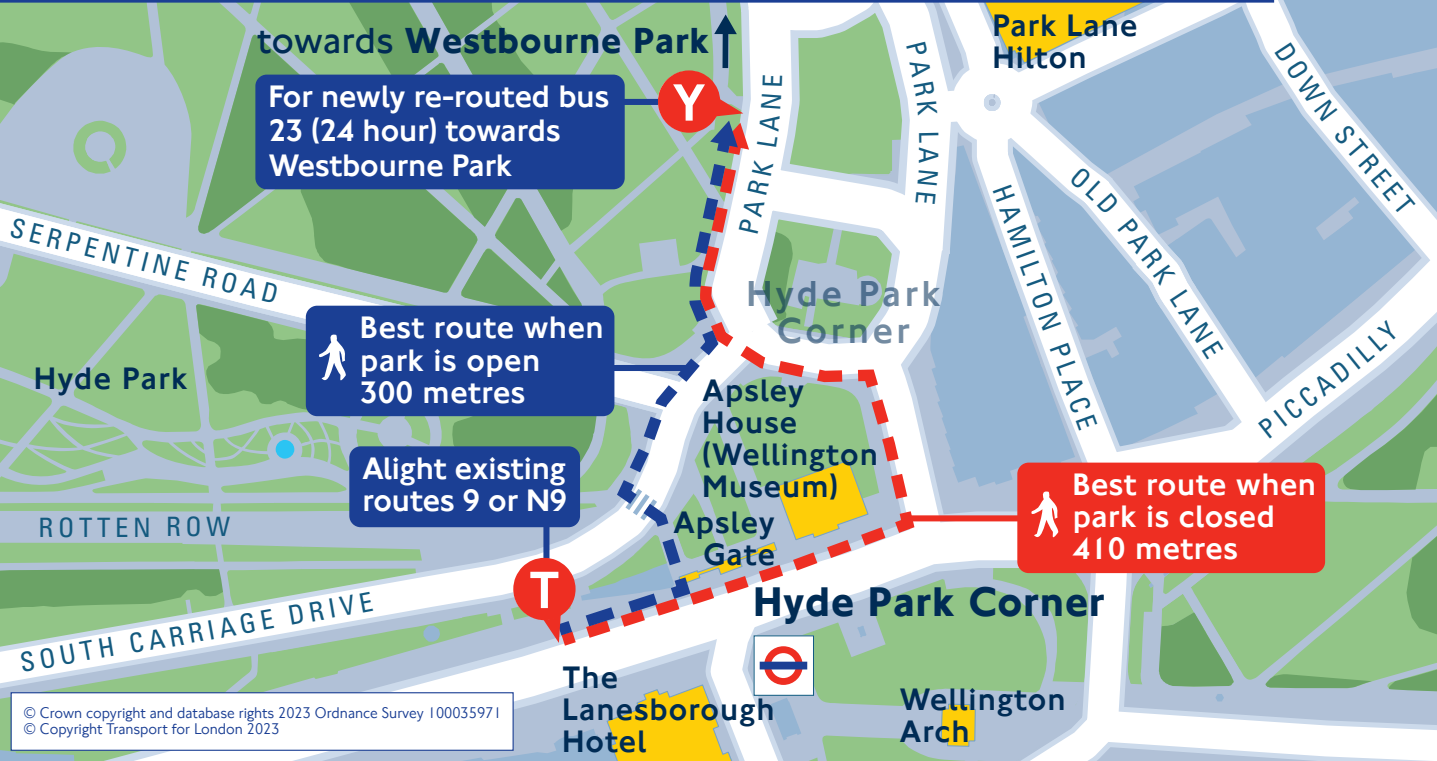 towards Westbourne Park
Park Lane
Hilton
For newly re-routed bus
23 (24 hour) towards
Westbourne Park
Y
PARK LANE
PARK LANE
DOWN STREET
OLD PARK LANE
HAMILTON PLACE
PICCADILLY
SERPENTINE ROAD
Hyde Park
Corner
Best route when
park is open
300 metres
Hyde Park
Apsley
House
(Wellington
Museum)
Alight existing
routes 9 or N9
ROTTEN ROW
Apsley
Gate
Best route when
park is closed
410 metres
T
SOUTH CARRIAGE DRIVE
Hyde Park Corner
The
Lanesborough
Hotel
Wellington
Arch
© Crown copyright and database rights 2023 Ordnance Survey 100035971
© Copyright Transport for London 2023